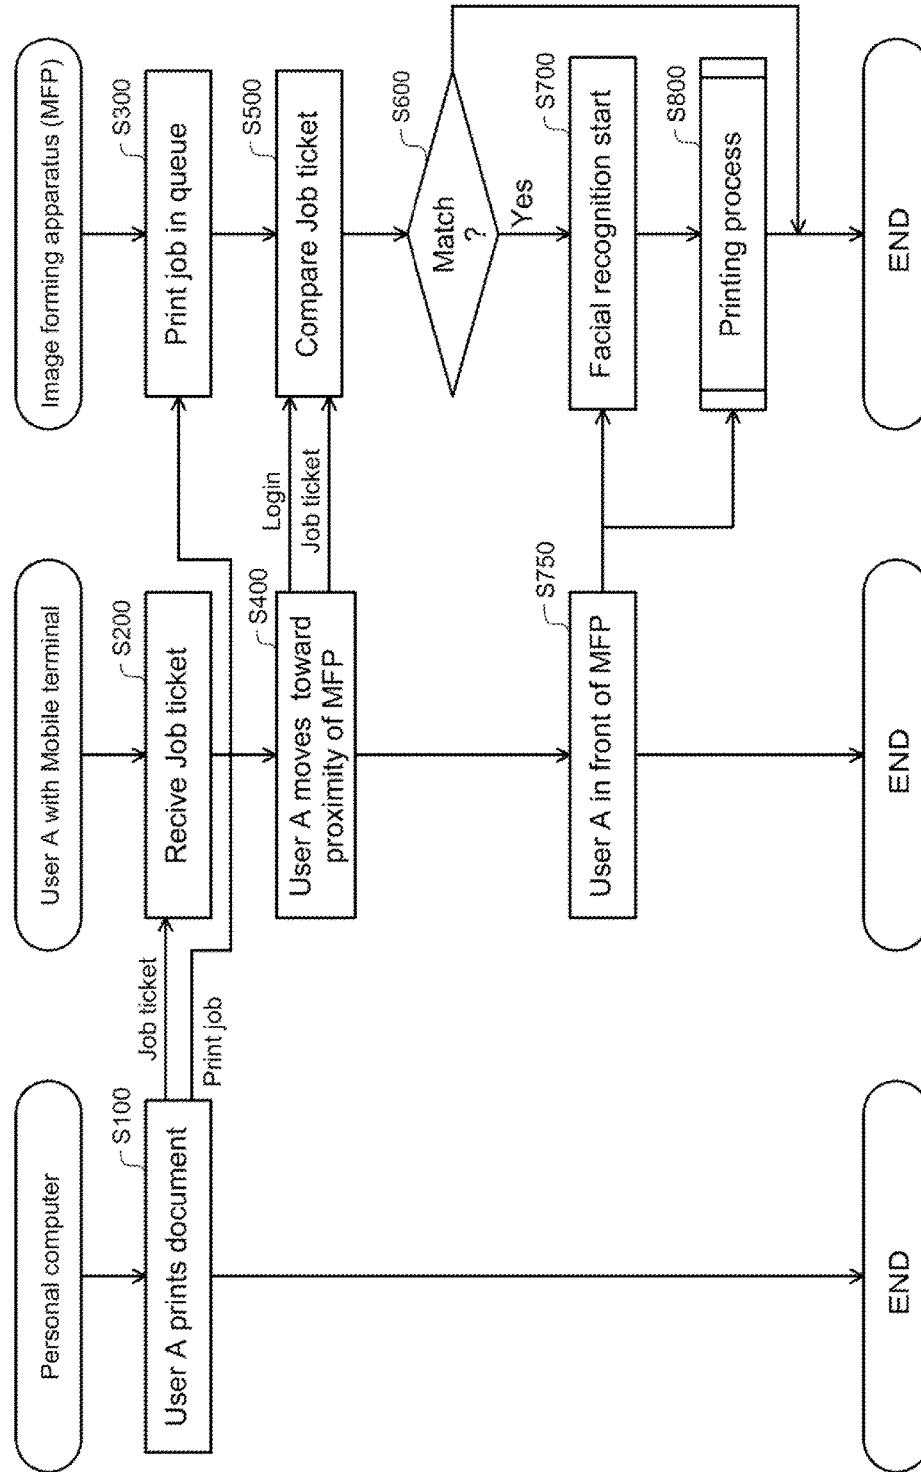 Personal computer
User A with Mobile terminal
Image forming apparatus (MFP)
S100
User A prints document
Job ticket
Print job
S200
Recive Job ticket
S300
Print job in queue
S400
User A moves toward
proximity of MFP
Login
Job ticket
S500
Compare Job ticket
S600
Match
?
Yes
S750
User A in front of MFP
S700
Facial recognition start
S800
Printing process
END
END
END